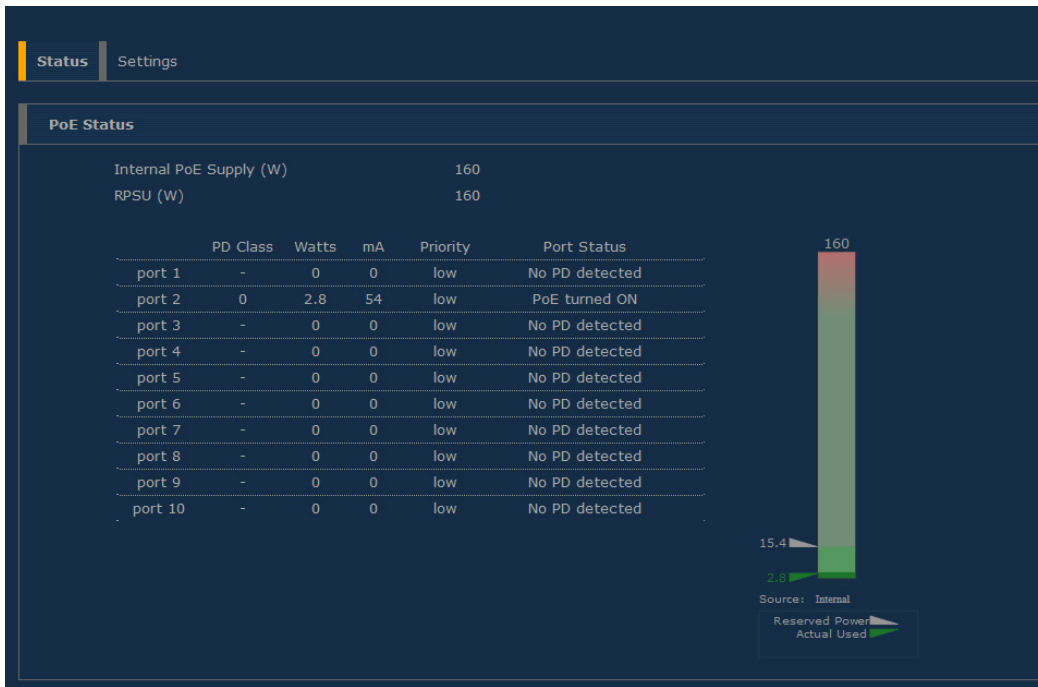 Status Settings
PoE Status
Internal PoE Supply (W) 160
RPSU (W) 160
PD Class Watts mA Priority Port Status
port 1 - 0 0 low No PD detected
port 2 0 2.8 54 low PoE turned ON
port 3 - 0 0 low No PD detected
port 4 - 0 0 low No PD detected
port 5 - 0 0 low No PD detected
port 6 - 0 0 low No PD detected
port 7 - 0 0 low No PD detected
port 8 - 0 0 low No PD detected
port 9 - 0 0 low No PD detected
port 10 - 0 0 low No PD detected
160
15.4
2.8
Source: Internal
Reserved Power
Actual Used